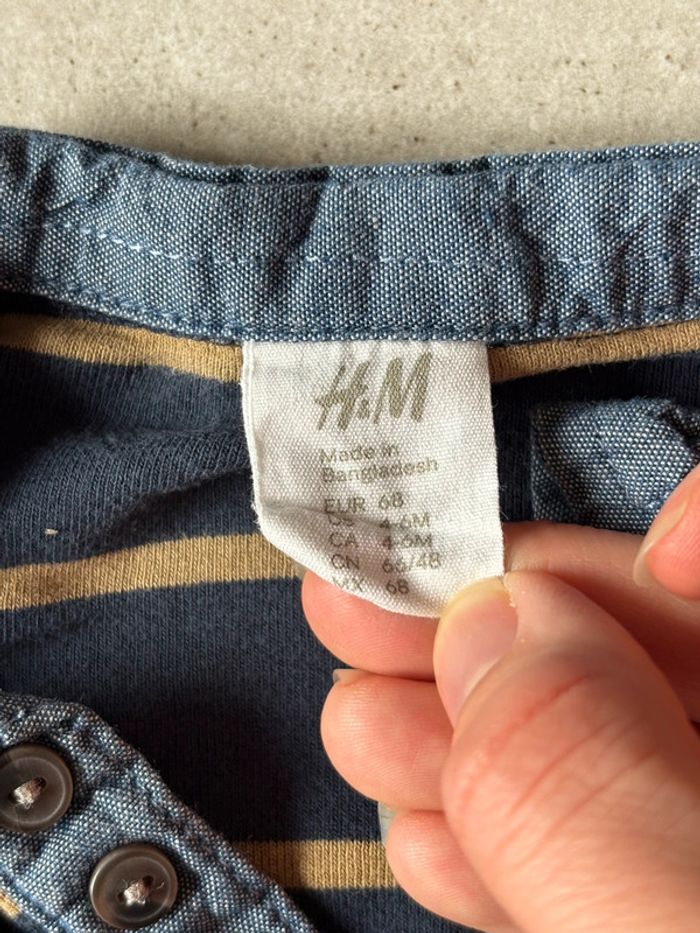 H&M
Made in
Bangladesh
EUR 68
US 4-6M
CA 4-6M
CN 66/48
MX 68